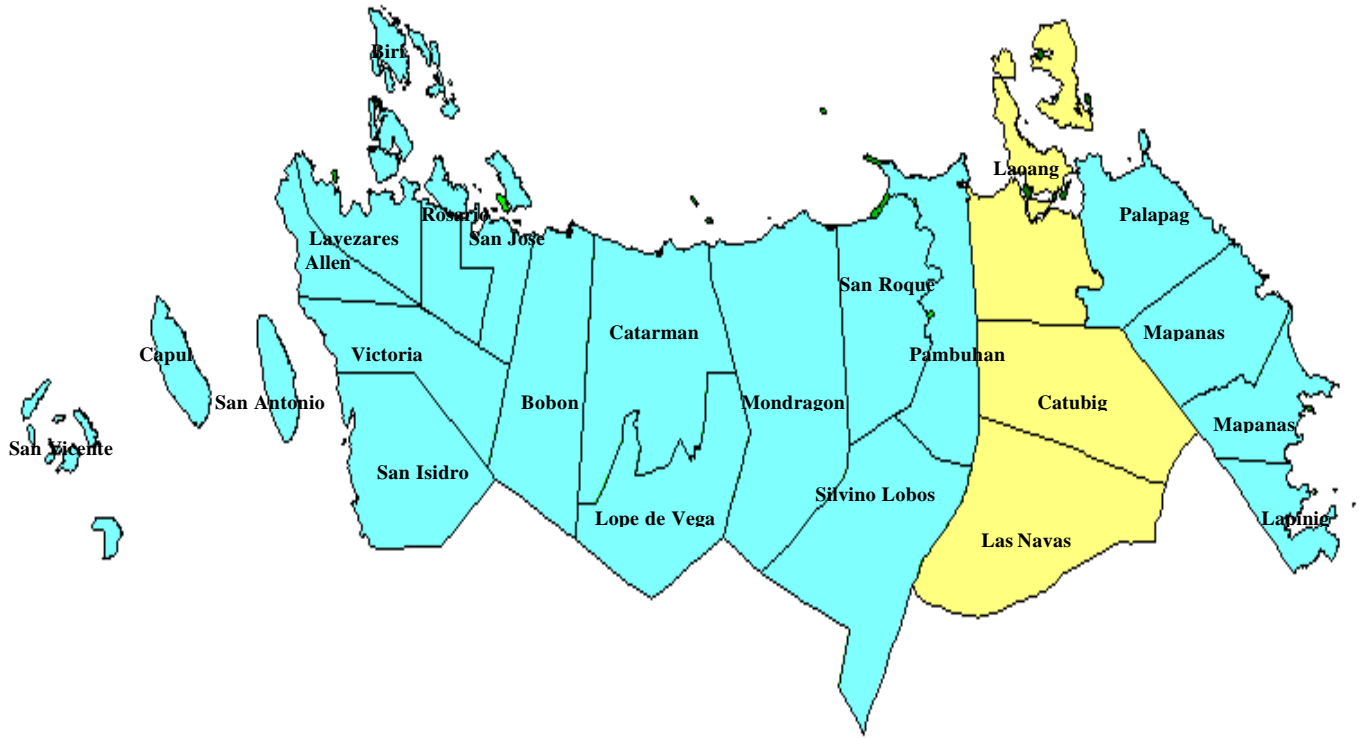 Biri
Laoang
Rosario
Palapag
Lavezares
San Jose
Allen
San Roque
Catarman
Mapanas
Capul
Victoria
Pambuhan
San Antonio
Bobon
Mondragon
Catubig
Mapanas
San Vicente
San Isidro
Silvino Lobos
Lope de Vega
Lapinig
Las Navas